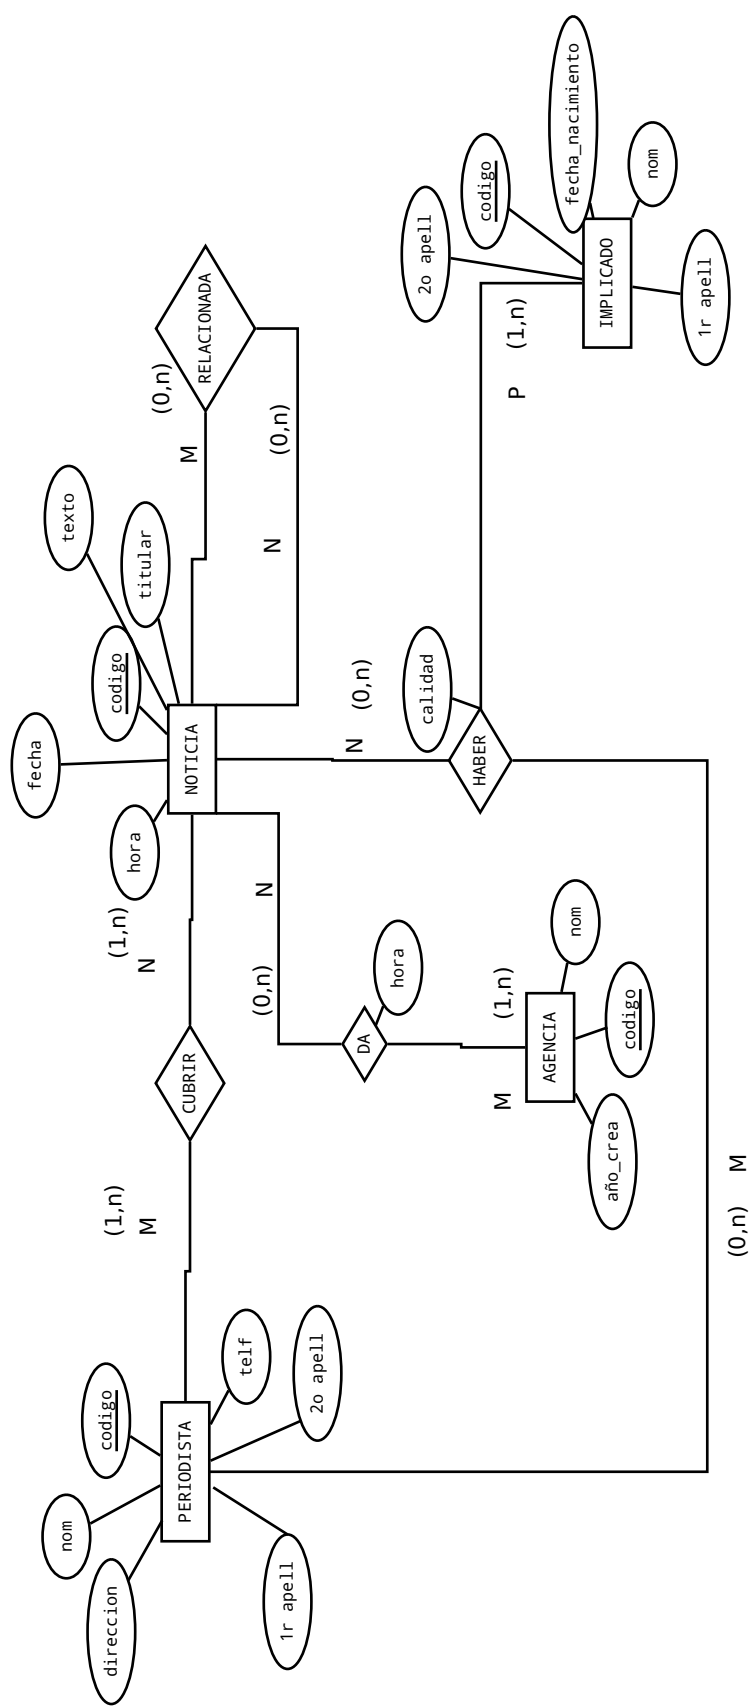 direccion
nom
codigo
PERIODISTA
1r apell
2o apell
telf
(1,n)
M
CUBRIR
(1,n)
N
hora
fecha
codigo
titular
texto
NOTICIA
M
(0,n)
RELACIONADA
N
(0,n)
N
(0,n)
DA
hora
M
(1,n)
AGENCIA
año_crea
codigo
nom
N
(0,n)
HABER
calidad
P
(1,n)
IMPLICADO
2o apell
codigo
fecha_nacimiento
nom
1r apell
(0,n)
M